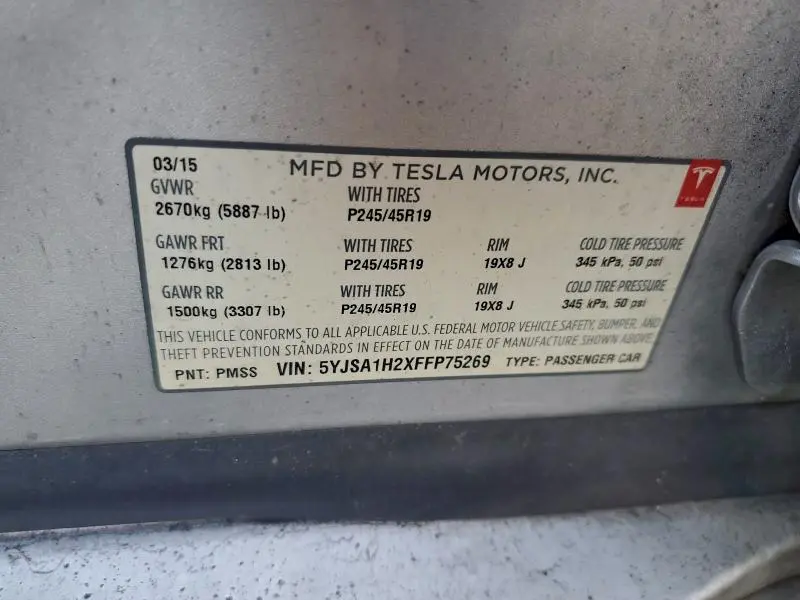 03/15 MFD BY TESLA MOTORS, INC.
GVWR WITH TIRES
2670kg (5887 lb) P245/45R19
TESLA
GAWR FRT WITH TIRES RIM COLD TIRE PRESSURE
1276kg (2813 lb) P245/45R19 19X8 J 345 kPa, 50 psi
GAWR RR WITH TIRES RIM COLD TIRE PRESSURE
1500kg (3307 lb) P245/45R19 19X8 J 345 kPa, 50 psi
THIS VEHICLE CONFORMS TO ALL APPLICABLE U.S. FEDERAL MOTOR VEHICLE SAFETY, BUMPER, AND
THEFT PREVENTION STANDARDS IN EFFECT ON THE DATE OF MANUFACTURE SHOWN ABOVE.
PNT: PMSS VIN: 5YJSA1H2XFFP75269 TYPE: PASSENGER CAR